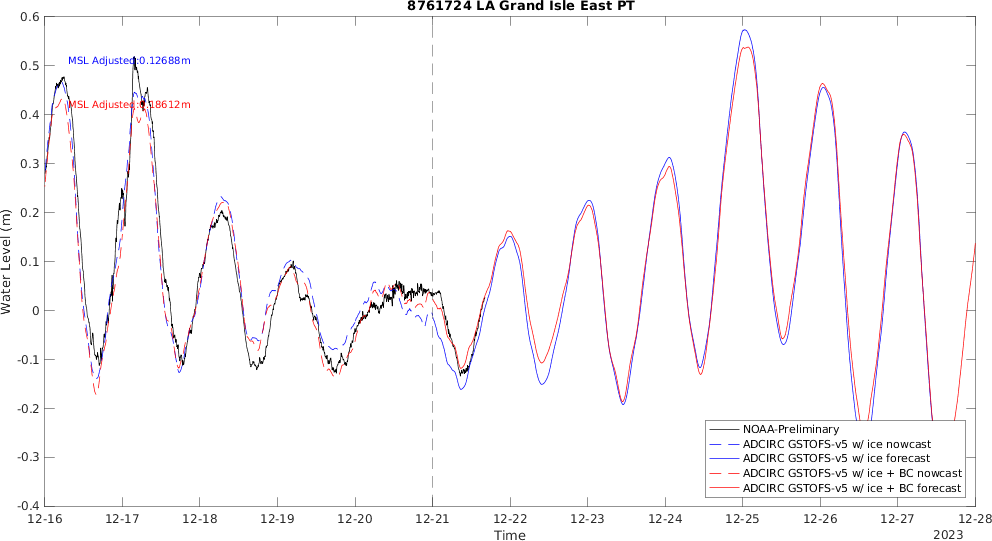 8761724 LA Grand Isle East PT
0.6
0.5
0.4
0.3
0.2
0.1
0
-0.1
-0.2
-0.3
-0.4
Water Level (m)
MSL Adjusted:0.12688m
MSL Adjusted:0.18612m
NOAA-Preliminary
ADCIRC GSTOFS-v5 w/ ice nowcast
ADCIRC GSTOFS-v5 w/ ice forecast
ADCIRC GSTOFS-v5 w/ ice + BC nowcast
ADCIRC GSTOFS-v5 w/ ice + BC forecast
12-16 12-17 12-18 12-19 12-20 12-21 12-22 12-23 12-24 12-25 12-26 12-27 12-28
Time
2023